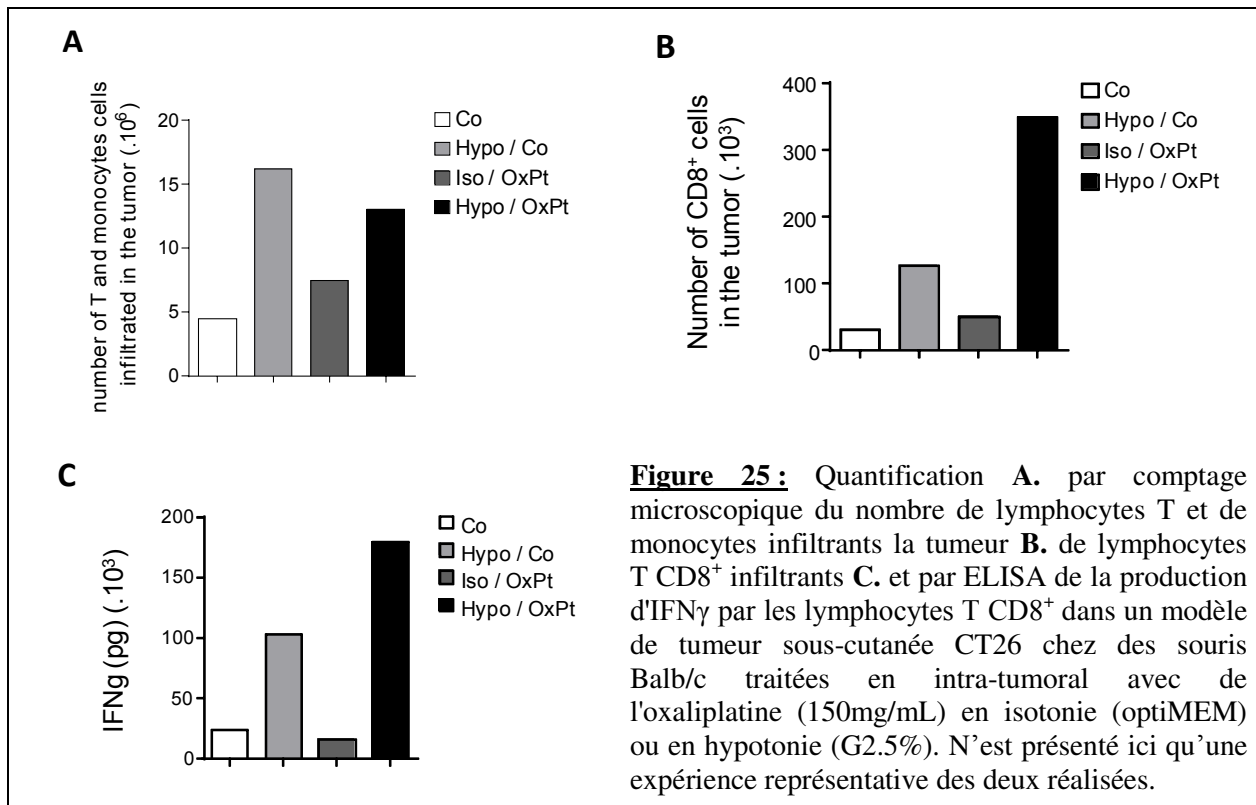 A
number of T and monocytes cells
infiltrated in the tumor (.10⁶)
20
15
10
5
0
Co
Hypo / Co
Iso / OxPt
Hypo / OxPt
B
Number of CD8⁺ cells
in the tumor (.10³)
400
300
200
100
0
Co
Hypo / Co
Iso / OxPt
Hypo / OxPt
C
IFNg (pg) (.10³)
200
150
100
50
0
Co
Hypo / Co
Iso / OxPt
Hypo / OxPt
Figure 25 : Quantification A. par comptage
microscopique du nombre de lymphocytes T et de
monocytes infiltrants la tumeur B. de lymphocytes
T CD8⁺ infiltrants C. et par ELISA de la production
d'IFNγ par les lymphocytes T CD8⁺ dans un modèle
de tumeur sous-cutanée CT26 chez des souris
Balb/c traitées en intra-tumoral avec de
l'oxaliplatine (150mg/mL) en isotonie (optiMEM)
ou en hypotonie (G2.5%). N’est présenté ici qu’une
expérience représentative des deux réalisées.